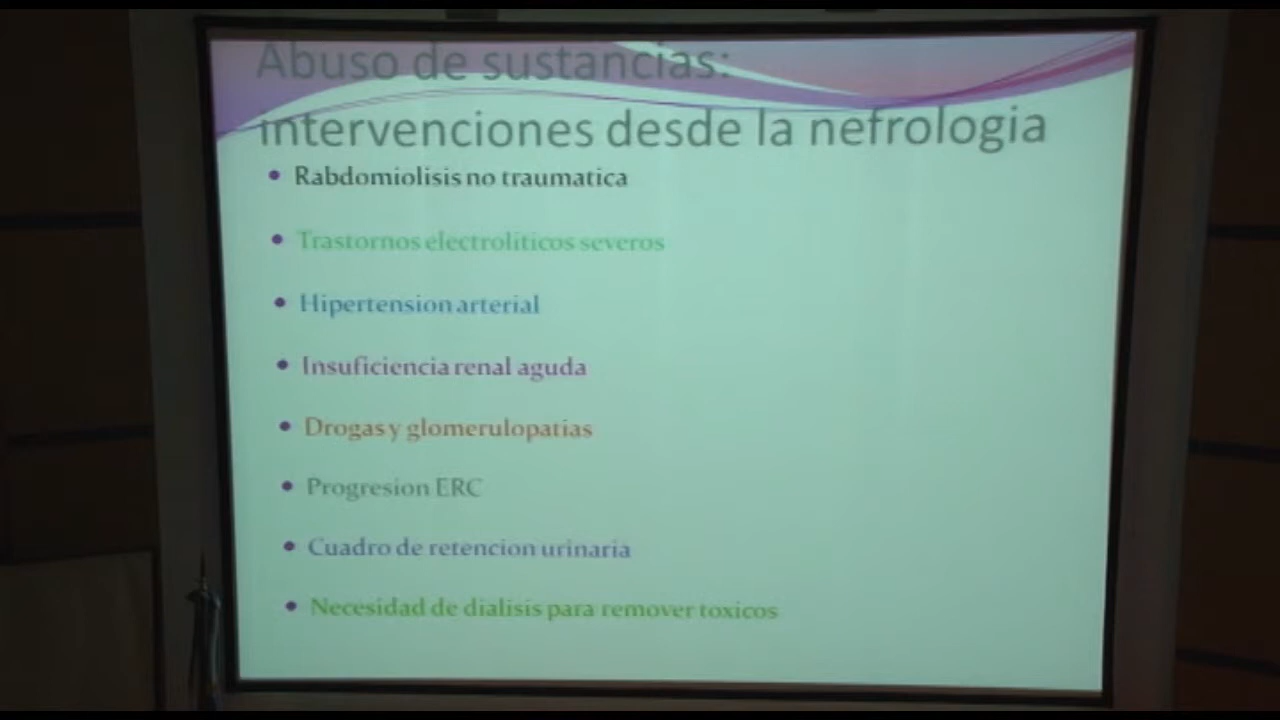 Abuso de sustancias:
intervenciones desde la nefrologia
Rabdomiolisis no traumatica
Trastornos electroliticos severos
Hipertension arterial
Insuficiencia renal aguda
Drogas y glomerulopatias
Progresion ERC
Cuadro de retencion urinaria
Necesidad de dialisis para remover toxicos